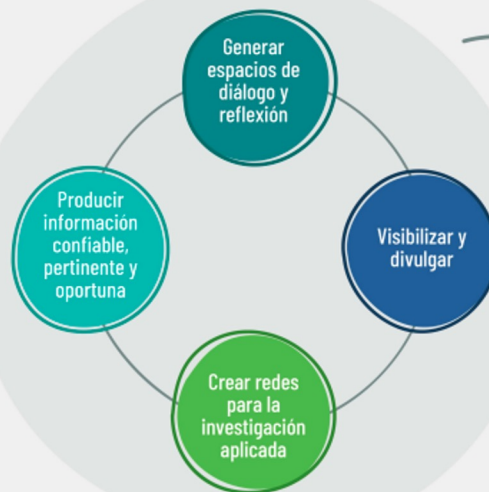 Generar
espacios de
diálogo y
reflexión
Producir
información
confiable,
pertinente y
oportuna
Visibilizar y
divulgar
Crear redes
para la
investigación
aplicada